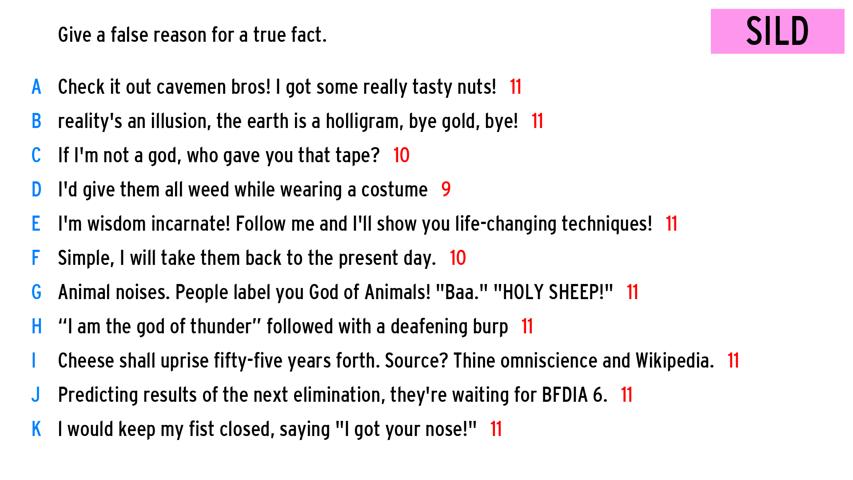 Give a false reason for a true fact.
SILD
A Check it out cavemen bros! I got some really tasty nuts! 11
B reality's an illusion, the earth is a holligram, bye gold, bye! 11
C If I'm not a god, who gave you that tape? 10
D I'd give them all weed while wearing a costume 9
E I'm wisdom incarnate! Follow me and I'll show you life-changing techniques! 11
F Simple, I will take them back to the present day. 10
G Animal noises. People label you God of Animals! "Baa." "HOLY SHEEP!" 11
H “I am the god of thunder” followed with a deafening burp 11
I Cheese shall uprise fifty-five years forth. Source? Thine omniscience and Wikipedia. 11
J Predicting results of the next elimination, they're waiting for BFDIA 6. 11
K I would keep my fist closed, saying "I got your nose!" 11